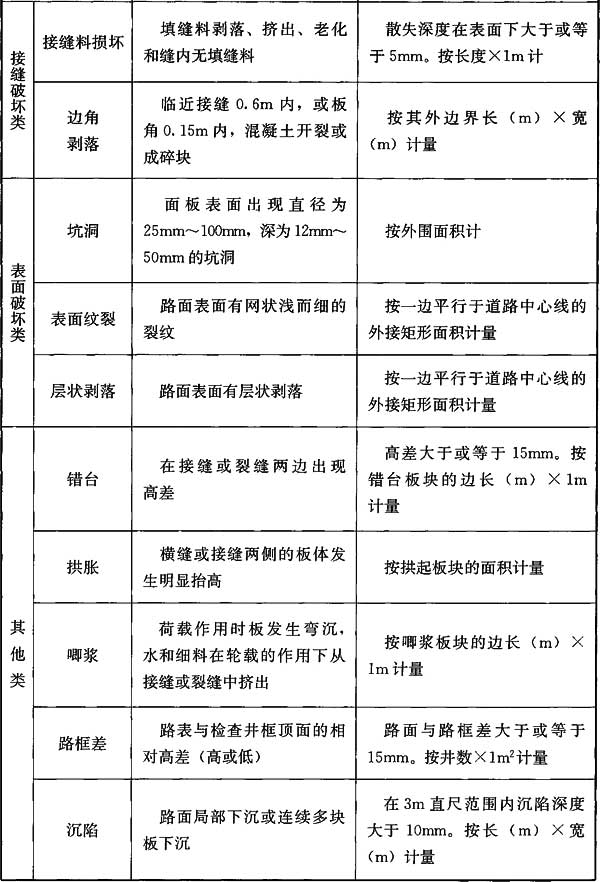 接缝破坏类
接缝料损坏
填缝料剥落、挤出、老化
和缝内无填缝料
散失深度在表面下大于或等
于5mm。按长度×1m计
边角
剥落
临近接缝0.6m内，或板
角0.15m内，混凝土开裂或
成碎块
按其外边界长（m）×宽
（m）计量
表面破坏类
坑洞
面板表面出现直径为
25mm～100mm，深为12mm～
50mm的坑洞
按外围面积计
表面纹裂
路面表面有网状浅而细的
裂纹
按一边平行于道路中心线的
外接矩形面积计量
层状剥落
路面表面有层状剥落
按一边平行于道路中心线的
外接矩形面积计量
其他类
错台
在接缝或裂缝两边出现
高差
高差大于或等于15mm。按
错台板块的边长（m）×1m
计量
拱胀
横缝或接缝两侧的板体发
生明显抬高
按拱起板块的面积计量
唧浆
荷载作用时板发生弯沉，
水和细料在轮载的作用下从
接缝或裂缝中挤出
按唧浆板块的边长（m）×
1m计量
路框差
路表与检查井框顶面的相
对高差（高或低）
路面与路框差大于或等于
15mm。按井数×1m²计量
沉陷
路面局部下沉或连续多块
板下沉
在3m直尺范围内沉陷深度
大于10mm。按长（m）×宽
（m）计量